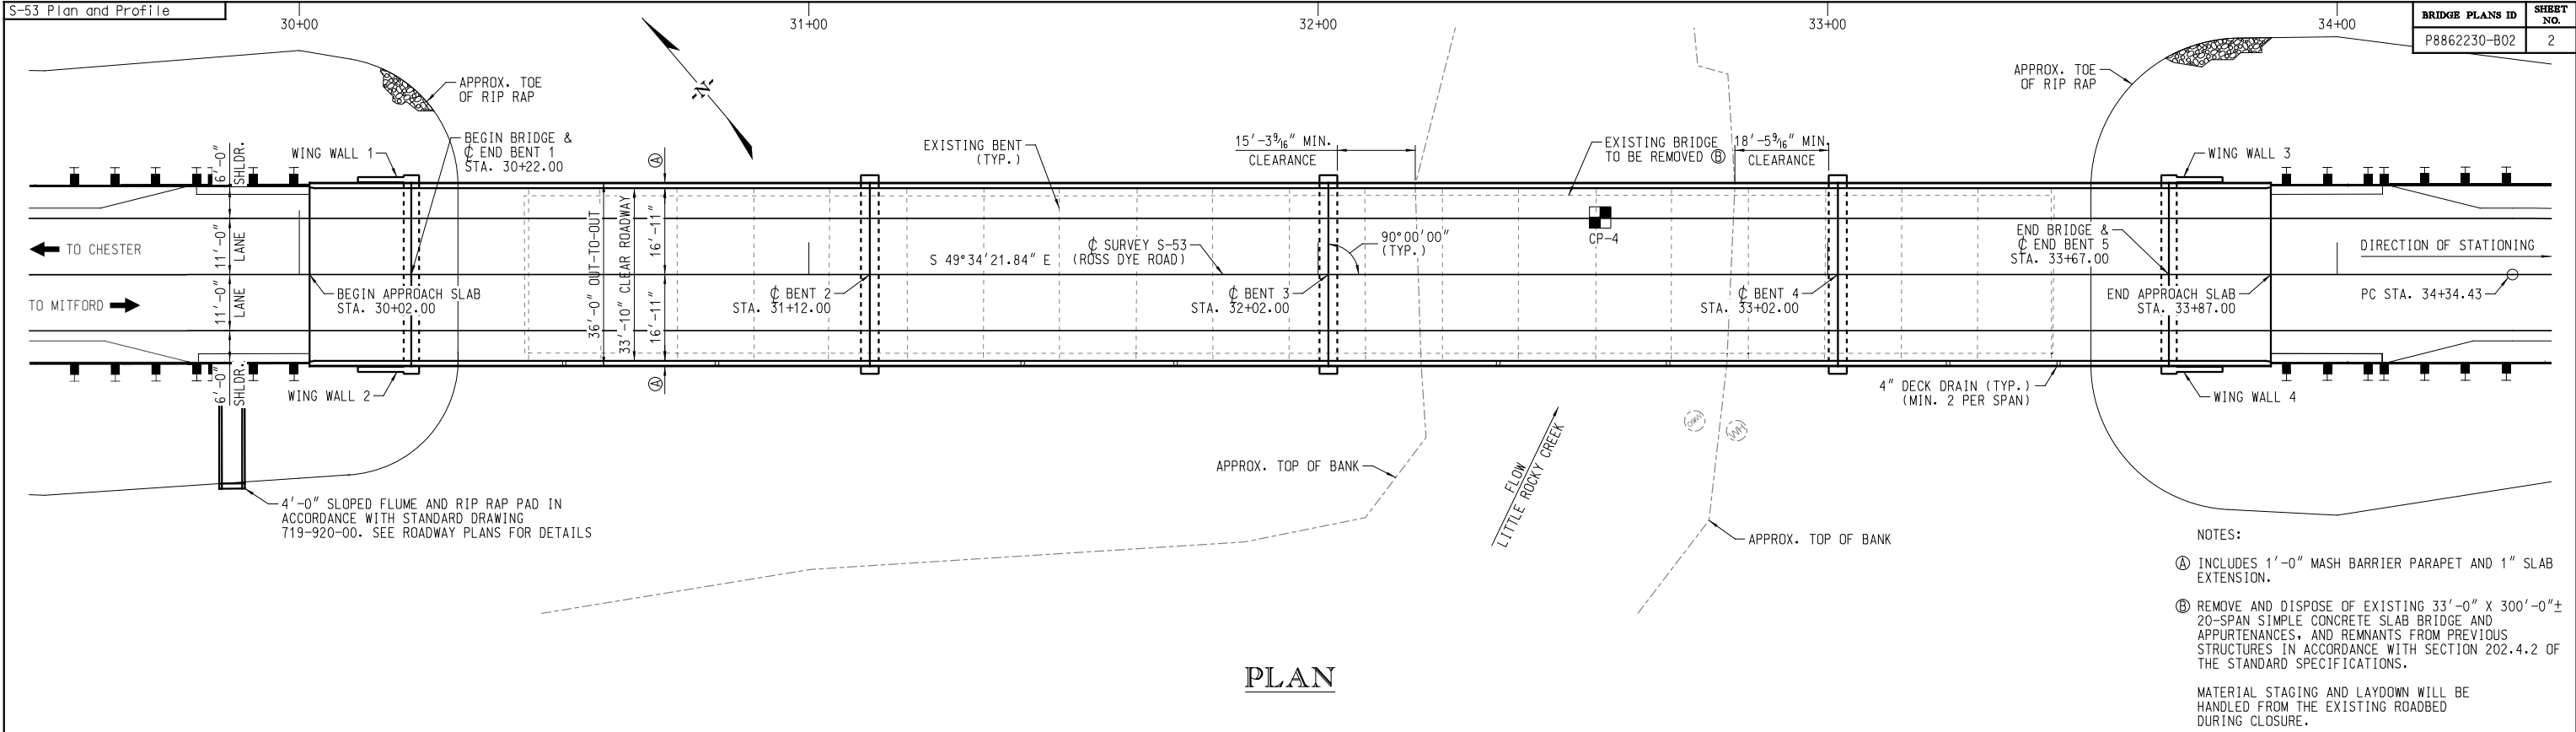 S-53 Plan and Profile
30+00
31+00
32+00
33+00
34+00
BRIDGE PLANS ID
SHEET
NO.
P8862230-B02
2
-N-
APPROX. TOE
OF RIP RAP
APPROX. TOE
OF RIP RAP
BEGIN BRIDGE &
℄ END BENT 1
STA. 30+22.00
WING WALL 1
6'-0"
SHLDR.
Ⓐ
EXISTING BENT
(TYP.)
15'-3 9/16" MIN.
CLEARANCE
EXISTING BRIDGE
TO BE REMOVED Ⓑ
18'-5 9/16" MIN.
CLEARANCE
WING WALL 3
TO CHESTER
11'-0"
LANE
36'-0" OUT-TO-OUT
33'-10" CLEAR ROADWAY
16'-11"
S 49°34'21.84" E
℄ SURVEY S-53
(ROSS DYE ROAD)
90°00'00"
(TYP.)
CP-4
END BRIDGE &
℄ END BENT 5
STA. 33+67.00
DIRECTION OF STATIONING
TO MITFORD
11'-0"
LANE
BEGIN APPROACH SLAB
STA. 30+02.00
16'-11"
℄ BENT 2
STA. 31+12.00
℄ BENT 3
STA. 32+02.00
℄ BENT 4
STA. 33+02.00
END APPROACH SLAB
STA. 33+87.00
PC STA. 34+34.43
6'-0"
SHLDR.
WING WALL 2
Ⓐ
4" DECK DRAIN (TYP.)
(MIN. 2 PER SPAN)
WING WALL 4
APPROX. TOP OF BANK
FLOW
LITTLE ROCKY CREEK
APPROX. TOP OF BANK
4'-0" SLOPED FLUME AND RIP RAP PAD IN
ACCORDANCE WITH STANDARD DRAWING
719-920-00. SEE ROADWAY PLANS FOR DETAILS
PLAN
NOTES:
Ⓐ INCLUDES 1'-0" MASH BARRIER PARAPET AND 1" SLAB
EXTENSION.
Ⓑ REMOVE AND DISPOSE OF EXISTING 33'-0" X 300'-0"±
20-SPAN SIMPLE CONCRETE SLAB BRIDGE AND
APPURTENANCES, AND REMNANTS FROM PREVIOUS
STRUCTURES IN ACCORDANCE WITH SECTION 202.4.2 OF
THE STANDARD SPECIFICATIONS.
MATERIAL STAGING AND LAYDOWN WILL BE
HANDLED FROM THE EXISTING ROADBED
DURING CLOSURE.